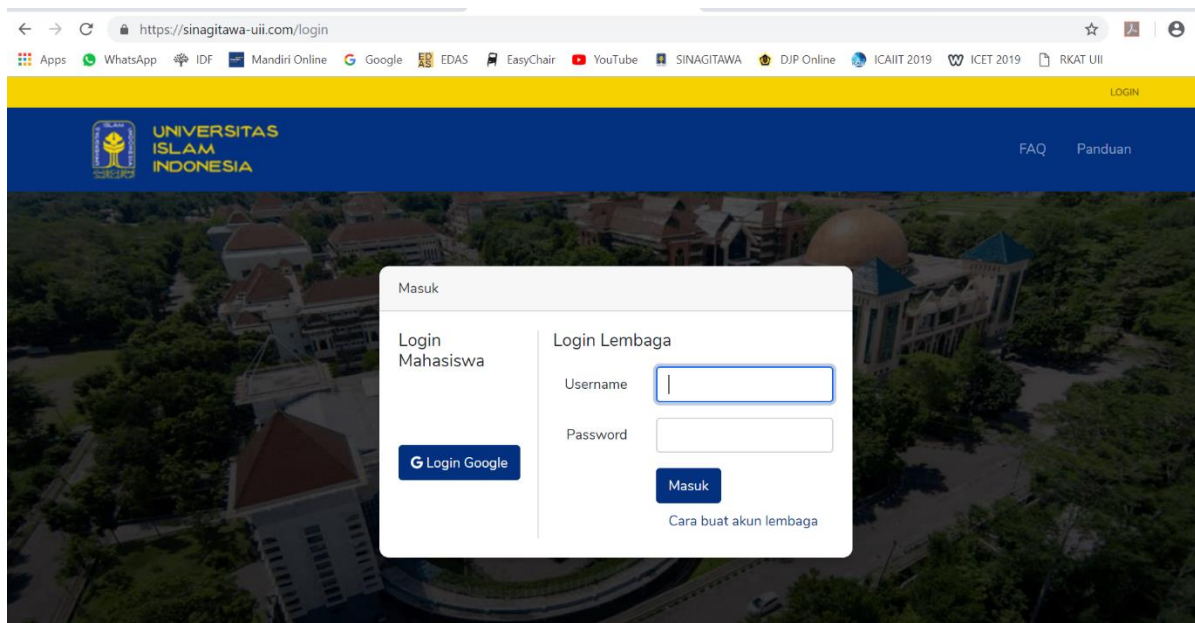 https://sinagitawa-uii.com/login
Apps WhatsApp IDF Mandiri Online Google EDAS EasyChair YouTube SINAGITAWA DJP Online ICAIIT 2019 ICET 2019 RKAT UII
LOGIN
UNIVERSITAS
ISLAM
INDONESIA
FAQ Panduan
Masuk
Login
Mahasiswa
Login Google
Login Lembaga
Username
Password
Masuk
Cara buat akun lembaga